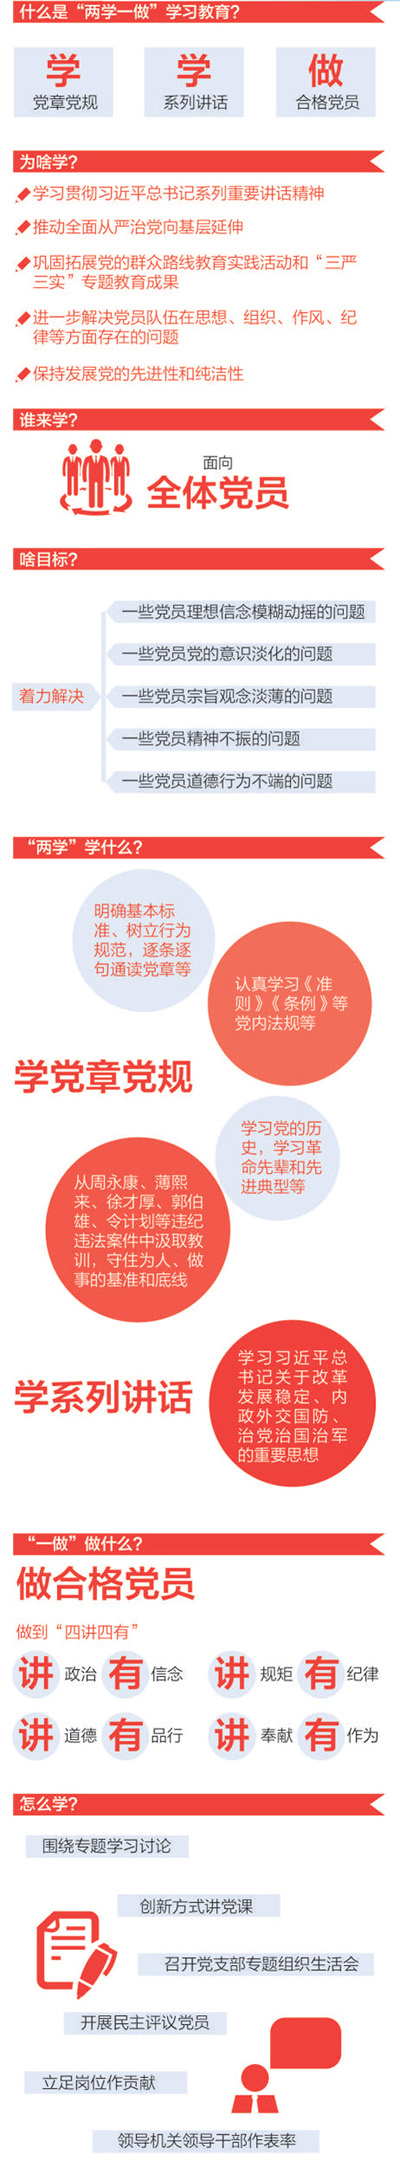 什么是“两学一做”学习教育?
学
党章党规
学
系列讲话
做
合格党员
为啥学?
学习贯彻习近平总书记系列重要讲话精神
推动全面从严治党向基层延伸
巩固拓展党的群众路线教育实践活动和“三严
三实”专题教育成果
进一步解决党员队伍在思想、组织、作风、纪
律等方面存在的问题
保持发展党的先进性和纯洁性
谁来学?
面向
全体党员
啥目标?
着力解决
一些党员理想信念模糊动摇的问题
一些党员党的意识淡化的问题
一些党员宗旨观念淡薄的问题
一些党员精神不振的问题
一些党员道德行为不端的问题
“两学”学什么?
明确基本标
准、树立行为
规范，逐条逐
句通读党章等
认真学习《准
则》《条例》等
党内法规等
学党章党规
学习党的历
史，学习革
命先辈和先
进典型等
从周永康、薄熙
来、徐才厚、郭伯
雄、令计划等违纪
违法案件中汲取教
训，守住为人、做
事的基准和底线
学系列讲话
学习习近平总
书记关于改革
发展稳定、内
政外交国防、
治党治国治军
的重要思想
“一做”做什么?
做合格党员
做到“四讲四有”
讲 政治 有 信念 讲 规矩 有 纪律
讲 道德 有 品行 讲 奉献 有 作为
怎么学?
围绕专题学习讨论
创新方式讲党课
召开党支部专题组织生活会
开展民主评议党员
立足岗位作贡献
领导机关领导干部作表率